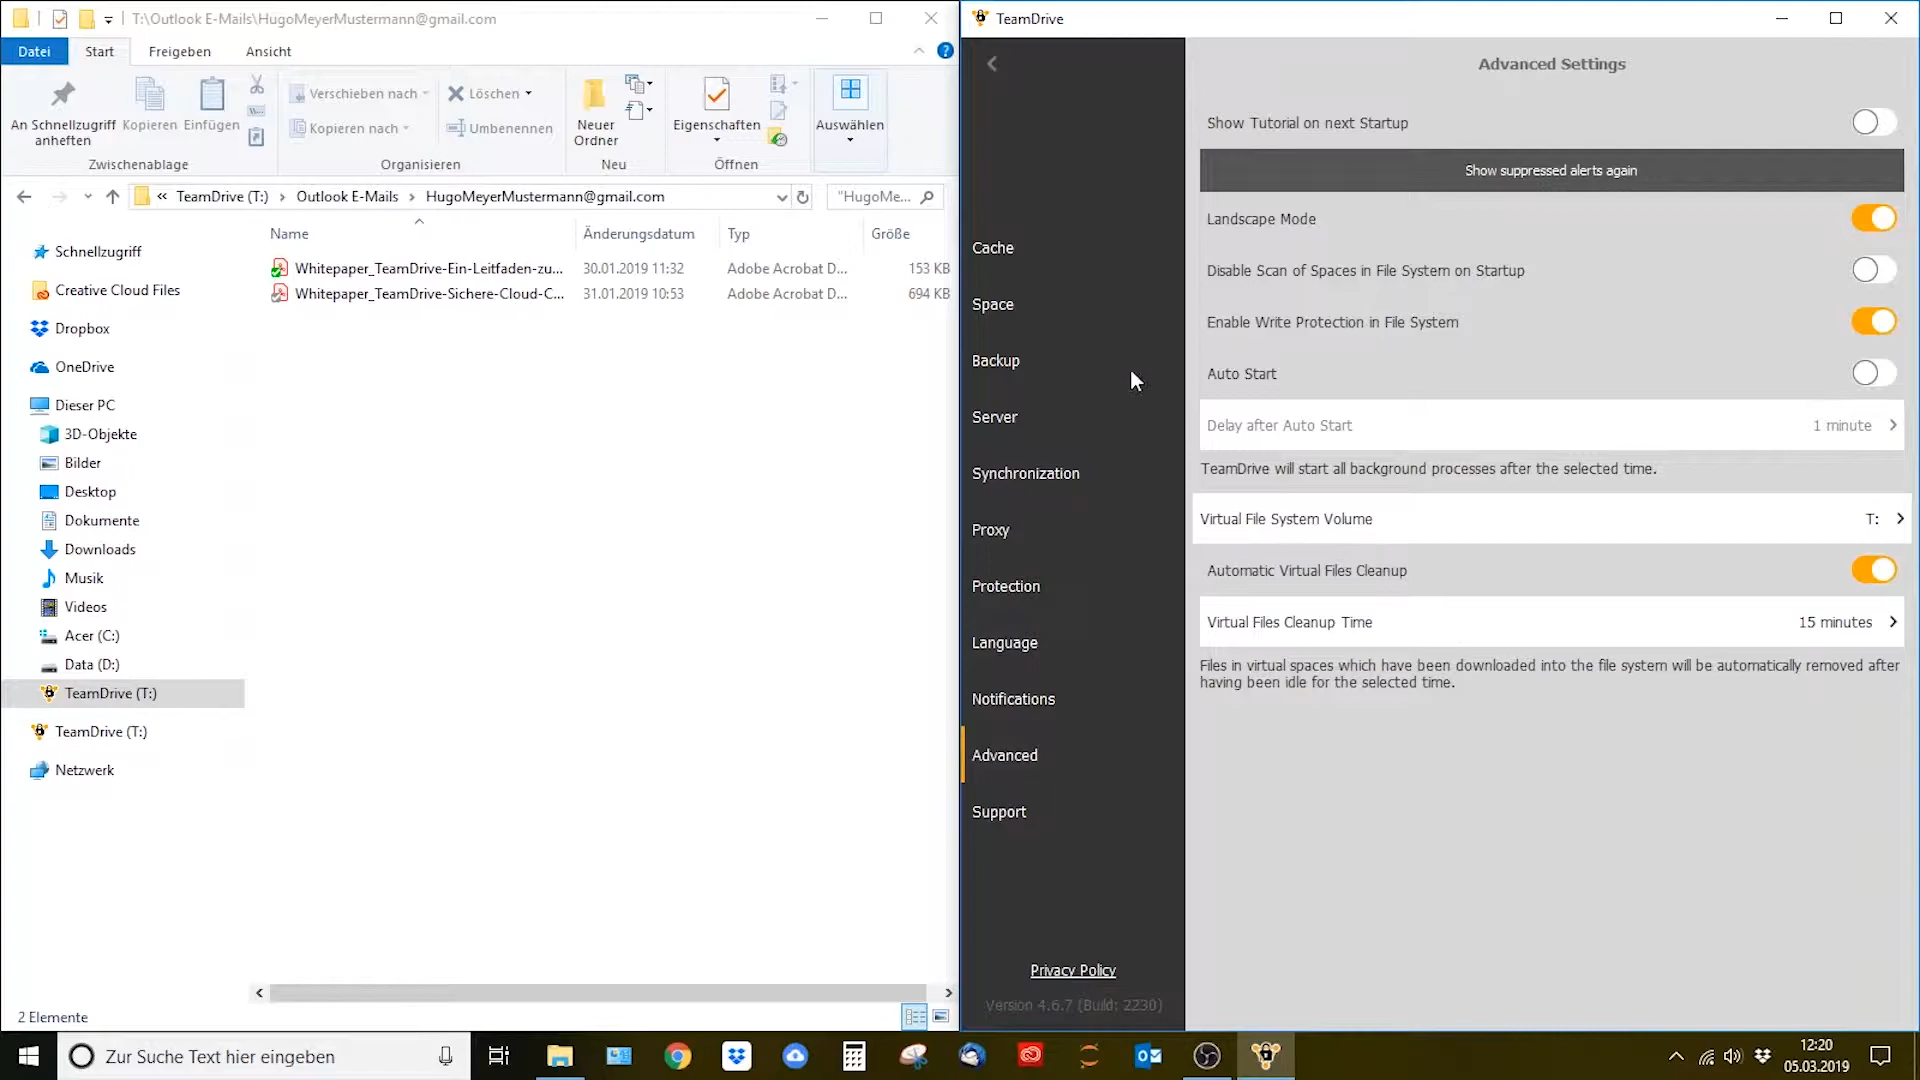 T:\Outlook E-Mails\HugoMeyerMustermann@gmail.com
Datei
Start
Freigeben
Ansicht
An Schnellzugriff
anheften
Kopieren
Einfügen
Zwischenablage
Verschieben nach
Kopieren nach
Löschen
Umbenennen
Organisieren
Neuer
Ordner
Neu
Eigenschaften
Öffnen
Auswählen
« TeamDrive (T:) › Outlook E-Mails › HugoMeyerMustermann@gmail.com
"HugoMe...
Name
Änderungsdatum
Typ
Größe
Whitepaper_TeamDrive-Ein-Leitfaden-zu... 30.01.2019 11:32 Adobe Acrobat D... 153 KB
Whitepaper_TeamDrive-Sichere-Cloud-C... 31.01.2019 10:53 Adobe Acrobat D... 694 KB
Schnellzugriff
Creative Cloud Files
Dropbox
OneDrive
Dieser PC
3D-Objekte
Bilder
Desktop
Dokumente
Downloads
Musik
Videos
Acer (C:)
Data (D:)
TeamDrive (T:)
TeamDrive (T:)
Netzwerk
2 Elemente
TeamDrive
Cache
Space
Backup
Server
Synchronization
Proxy
Protection
Language
Notifications
Advanced
Support
Privacy Policy
Version 4.6.7 (Build: 2230)
Advanced Settings
Show Tutorial on next Startup
Show suppressed alerts again
Landscape Mode
Disable Scan of Spaces in File System on Startup
Enable Write Protection in File System
Auto Start
Delay after Auto Start 1 minute
TeamDrive will start all background processes after the selected time.
Virtual File System Volume T:
Automatic Virtual Files Cleanup
Virtual Files Cleanup Time 15 minutes
Files in virtual spaces which have been downloaded into the file system will be automatically removed after
having been idle for the selected time.
Zur Suche Text hier eingeben
12:20
05.03.2019